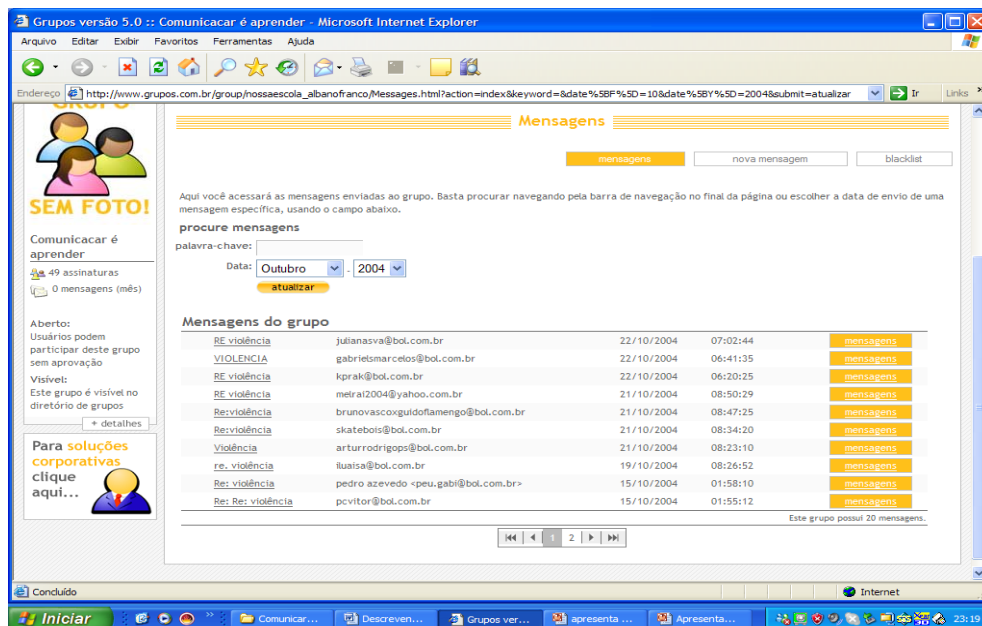 Grupos versão 5.0 :: Comunicacar é aprender - Microsoft Internet Explorer
Arquivo Editar Exibir Favoritos Ferramentas Ajuda
Endereço http://www.grupos.com.br/group/nossaescola_albanofranco/Messages.html?action=index&keyword=&date%5BF%5D=10&date%5BY%5D=2004&submit=atualizar Ir Links »
GRUPO
SEM FOTO!
Comunicacar é
aprender
49 assinaturas
0 mensagens (mês)
Aberto:
Usuários podem
participar deste grupo
sem aprovação
Visível:
Este grupo é visível no
diretório de grupos
+ detalhes
Para soluções
corporativas
clique
aqui...
Mensagens
mensagens nova mensagem blacklist
Aqui você acessará as mensagens enviadas ao grupo. Basta procurar navegando pela barra de navegação no final da página ou escolher a data de envio de uma
mensagem específica, usando o campo abaixo.
procure mensagens
palavra-chave:
Data: Outubro - 2004
atualizar
Mensagens do grupo
RE violência julianasva@bol.com.br 22/10/2004 07:02:44 mensagens
VIOLENCIA gabrielsmarcelos@bol.com.br 22/10/2004 06:41:35 mensagens
RE violência kprak@bol.com.br 22/10/2004 06:20:25 mensagens
RE violência melrai2004@yahoo.com.br 21/10/2004 08:50:29 mensagens
Re:violência brunovascoxguidoflamengo@bol.com.br 21/10/2004 08:47:25 mensagens
Re:violência skatebois@bol.com.br 21/10/2004 08:34:20 mensagens
Violência arturrodrigops@bol.com.br 21/10/2004 08:23:10 mensagens
re. violência iluaisa@bol.com.br 19/10/2004 08:26:52 mensagens
Re: violência pedro azevedo <peu.gabi@bol.com.br> 15/10/2004 01:58:10 mensagens
Re: Re: violência pcvitor@bol.com.br 15/10/2004 01:55:12 mensagens
Este grupo possui 20 mensagens.
1 2
Concluído Internet
Iniciar » Comunicar... Descreven... Grupos ver... apresenta ... Apresenta... 23:19